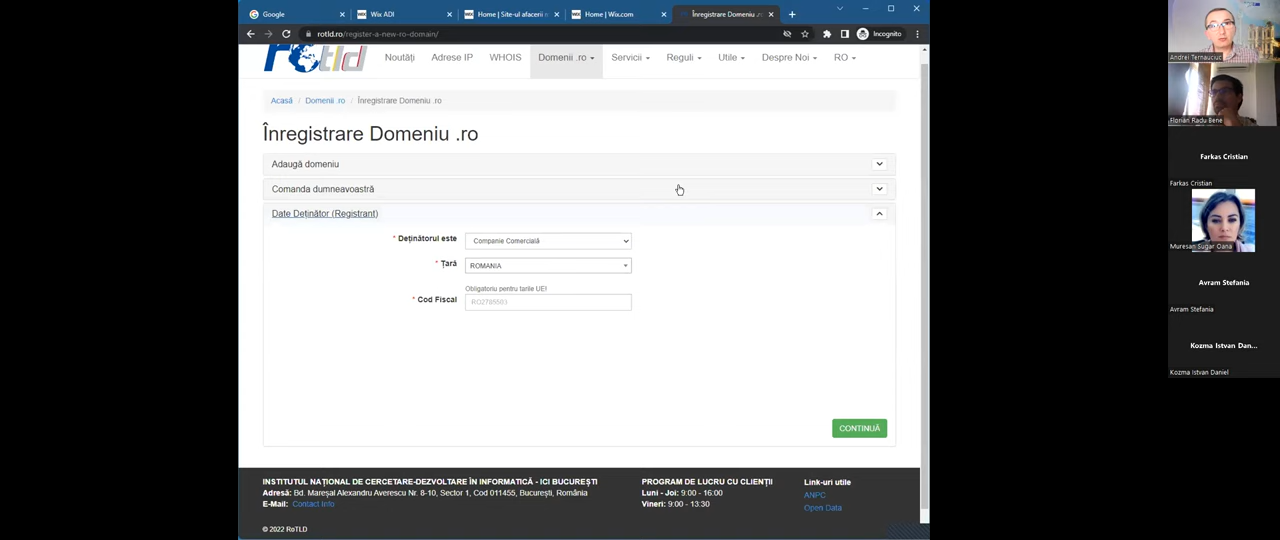 Google
Wix ADI
Home | Site-ul afacerii n
Home | Wix.com
Înregistrare Domeniu .ro
rotld.ro/register-a-new-ro-domain/
Incognito
rotld
Noutăți
Adrese IP
WHOIS
Domenii .ro
Servicii
Reguli
Utile
Despre Noi
RO
Acasă / Domenii .ro / Înregistrare Domeniu .ro
Înregistrare Domeniu .ro
Adaugă domeniu
Comanda dumneavoastră
Date Deținător (Registrant)
* Deținătorul este
Companie Comercială
* Țară
ROMANIA
Obligatoriu pentru tarile UE!
* Cod Fiscal
RO2785503
CONTINUĂ
INSTITUTUL NAȚIONAL DE CERCETARE-DEZVOLTARE ÎN INFORMATICĂ - ICI BUCUREȘTI
Adresă: Bd. Mareșal Alexandru Averescu Nr. 8-10, Sector 1, Cod 011455, București, România
E-Mail: Contact Info
PROGRAM DE LUCRU CU CLIENȚII
Luni - Joi: 9:00 - 16:00
Vineri: 9:00 - 13:30
Link-uri utile
ANPC
Open Data
© 2022 RoTLD
Andrei Ternauciuc
Florian Radu Bene
Farkas Cristian
Farkas Cristian
Muresan Sugar Oana
Avram Stefania
Avram Stefania
Kozma Istvan Dan...
Kozma Istvan Daniel